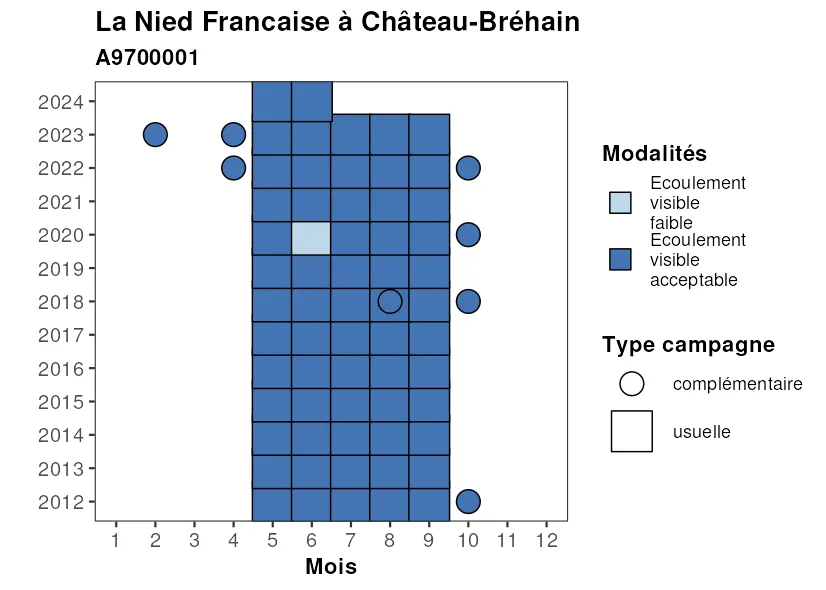 La Nied Francaise à Château-Bréhain
A9700001
2024
2023
2022
2021
2020
2019
2018
2017
2016
2015
2014
2013
2012
1 2 3 4 5 6 7 8 9 10 11 12
Mois
Modalités
Ecoulement
visible
faible
Ecoulement
visible
acceptable
Type campagne
complémentaire
usuelle